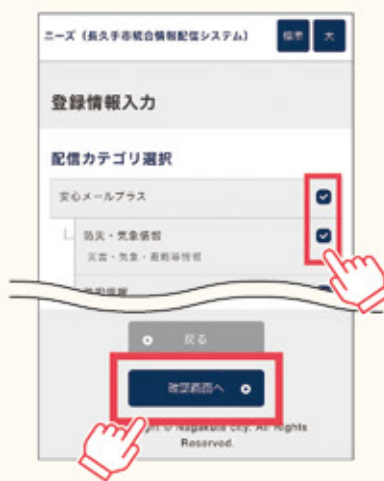 ニーズ（長久手市統合情報配信システム）
標準
大
登録情報入力
配信カテゴリ選択
安心メールプラス
防災・気象情報
災害・気象・避難等情報
戻る
確認画面へ
© Nagakute City. All Rights
Reserved.